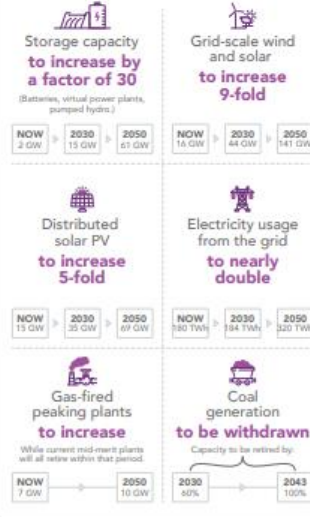 Storage capacity
to increase by
a factor of 30
(Batteries, virtual power plants,
pumped hydro.)
NOW 2030 2050
2 GW 15 GW 61 GW
Grid-scale wind
and solar
to increase
9-fold
NOW 2030 2050
16 GW 44 GW 141 GW
Distributed
solar PV
to increase
5-fold
NOW 2030 2050
15 GW 35 GW 69 GW
Electricity usage
from the grid
to nearly
double
NOW 2030 2050
180 TWh 184 TWh 320 TWh
Gas-fired
peaking plants
to increase
While current mid-merit plants
will all retire within that period.
NOW 2050
7 GW 10 GW
Coal
generation
to be withdrawn
Capacity to be retired by:
2030 2043
60% 100%